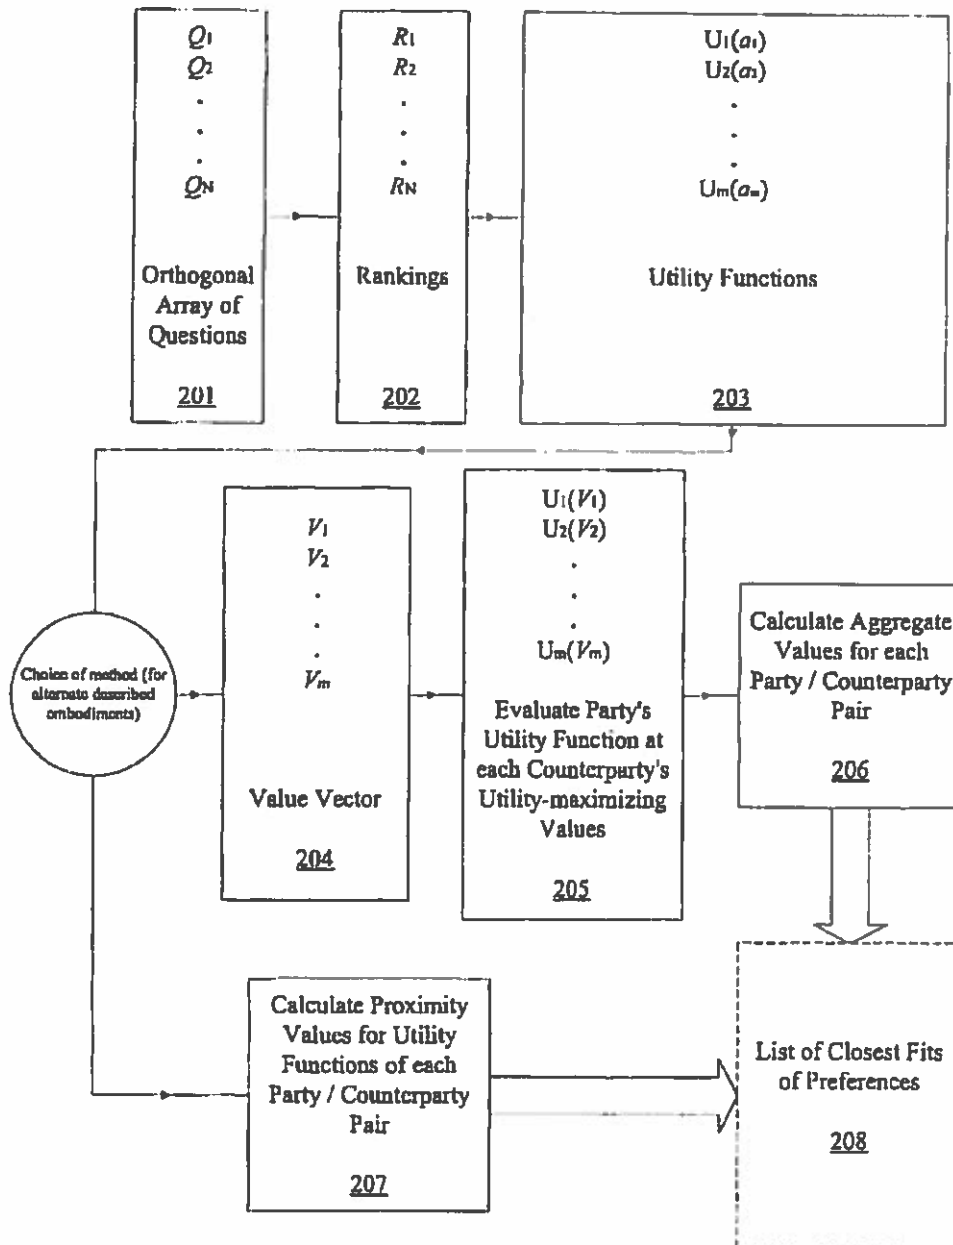 Q1
Q2
.
.
.
QN
Orthogonal
Array of
Questions
201
R1
R2
.
.
.
RN
Rankings
202
U1(a1)
U2(a2)
.
.
.
Um(am)
Utility Functions
203
Choice of method (for
alternate described
embodiments)
V1
V2
.
.
.
Vm
Value Vector
204
U1(V1)
U2(V2)
.
.
.
Um(Vm)
Evaluate Party's
Utility Function at
each Counterparty's
Utility-maximizing
Values
205
Calculate Aggregate
Values for each
Party / Counterparty
Pair
206
Calculate Proximity
Values for Utility
Functions of each
Party / Counterparty
Pair
207
List of Closest Fits
of Preferences
208